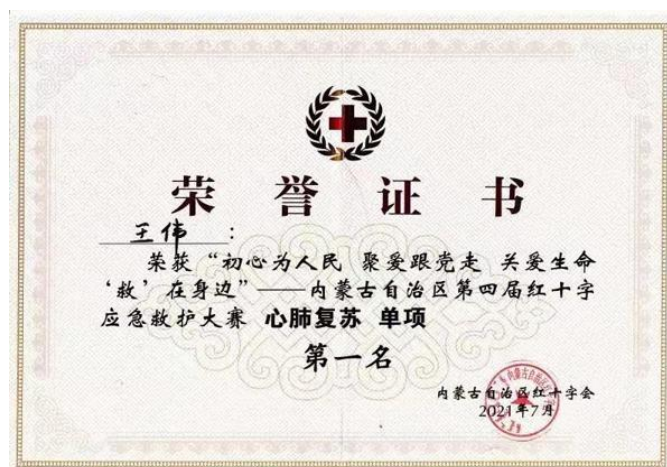 荣誉证书
王伟：
荣获“初心为人民 聚爱跟党走 关爱生命
‘救’在身边”——内蒙古自治区第四届红十字
应急救护大赛 心肺复苏 单项
第一名
内蒙古自治区红十字会
2021年7月